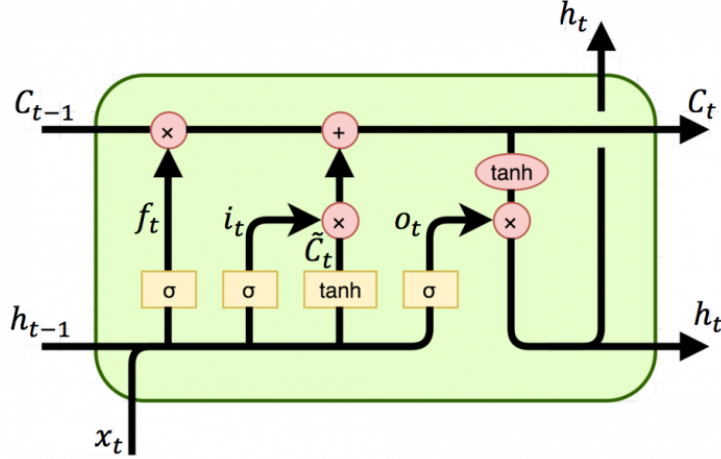 h_t
C_{t-1}
×
+
C_t
tanh
f_t
i_t
×
o_t
×
C̃_t
σ
σ
tanh
σ
h_{t-1}
h_t
x_t